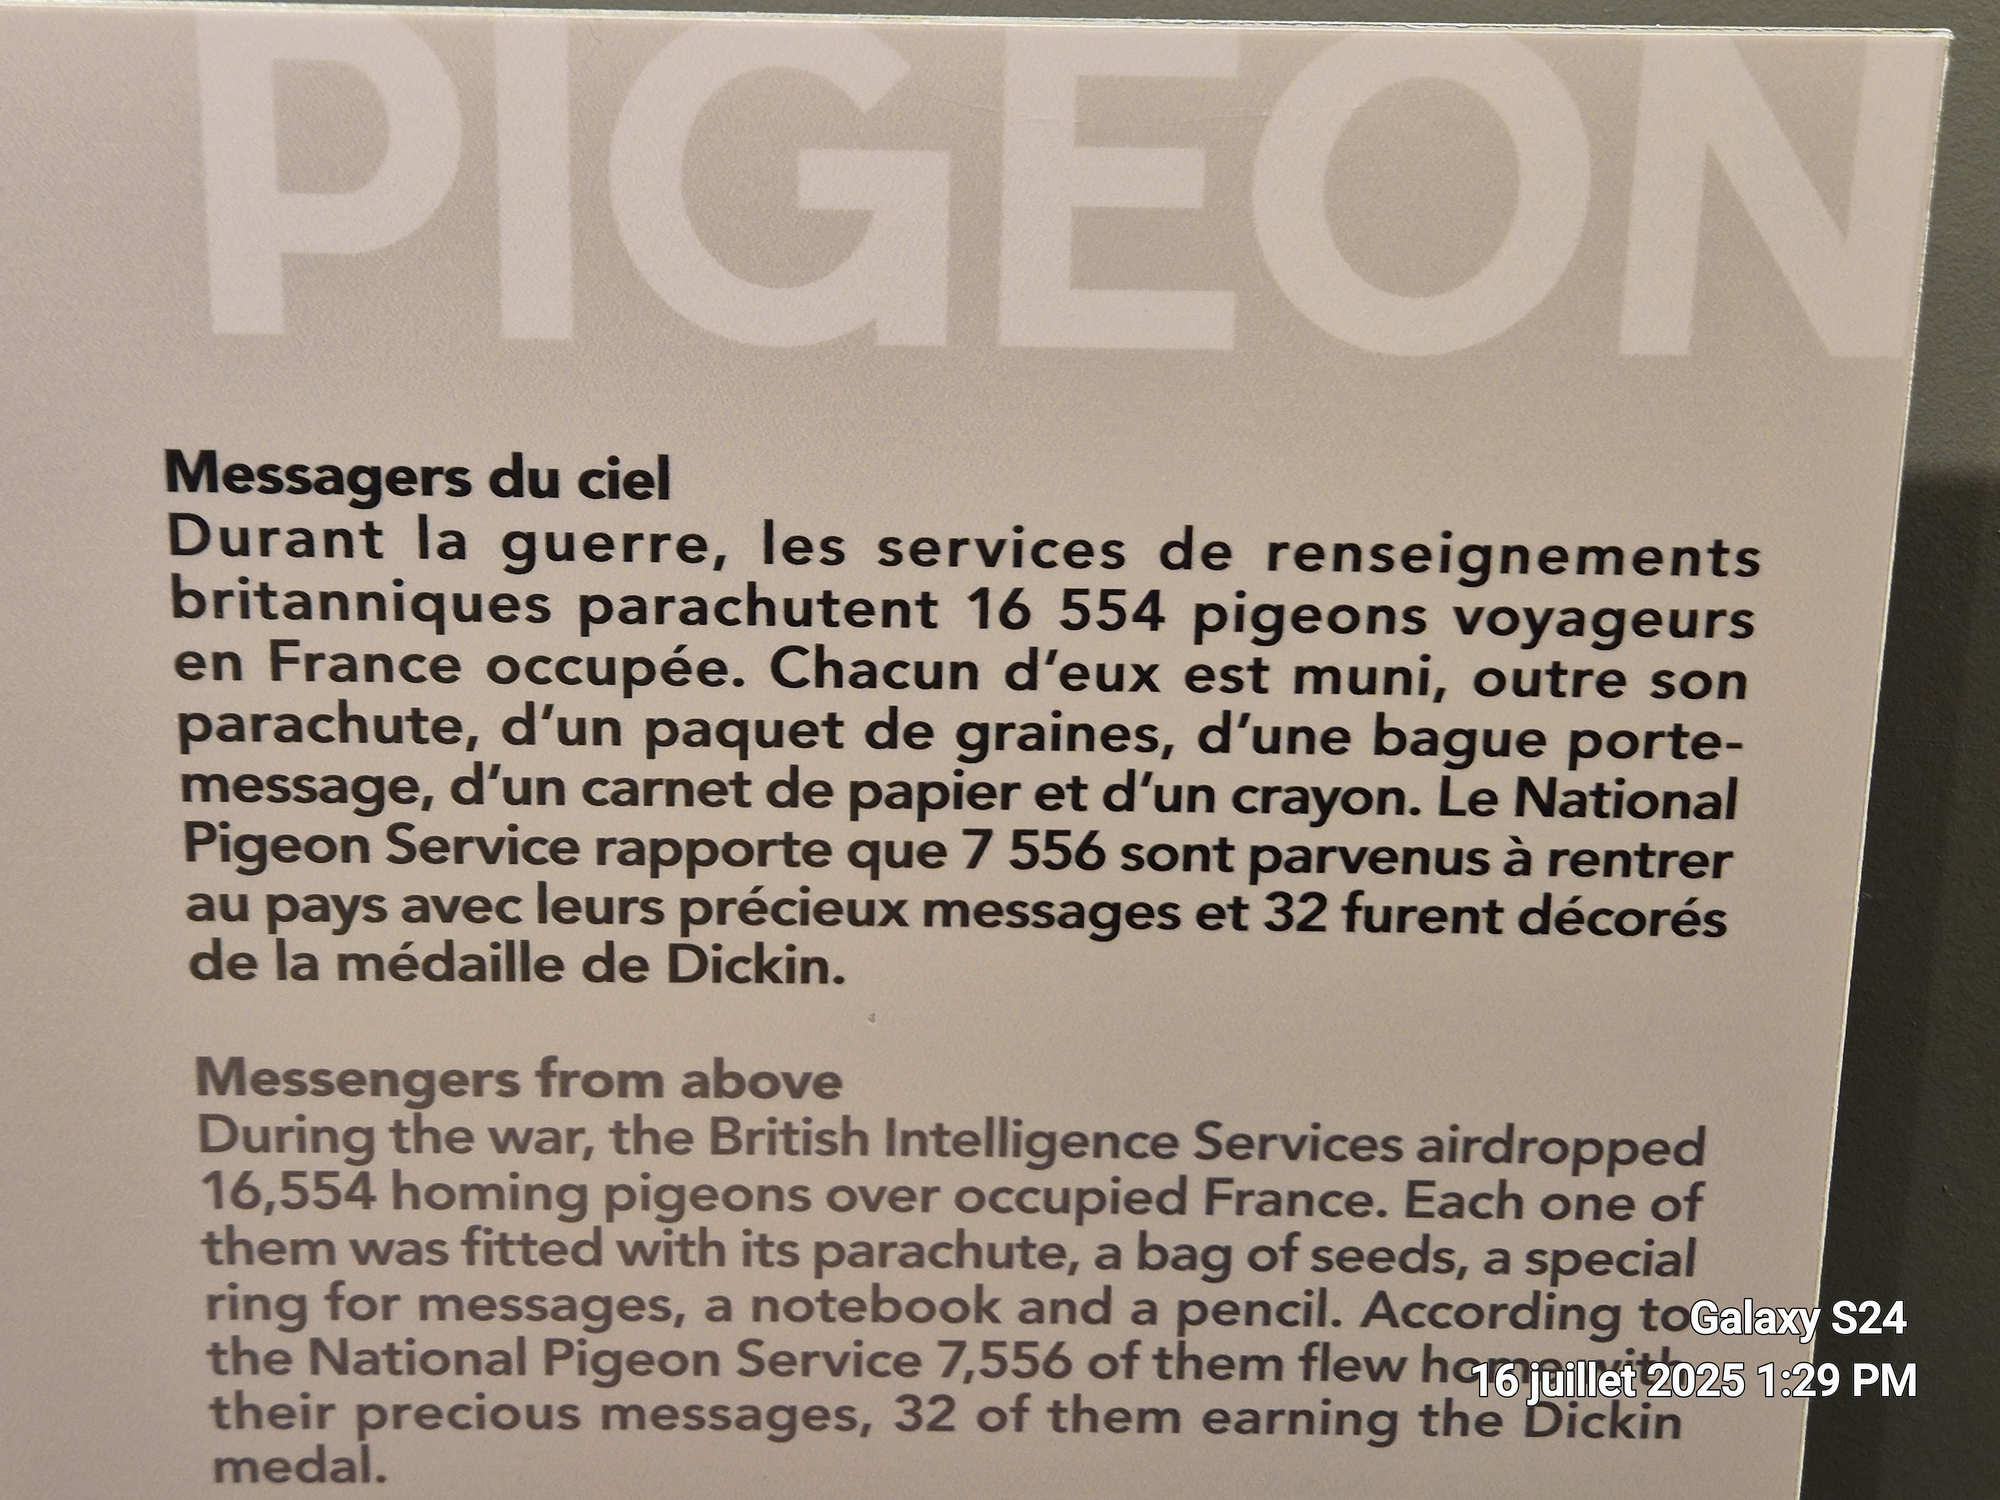 PIGEON
Messagers du ciel
Durant la guerre, les services de renseignements
britanniques parachutent 16 554 pigeons voyageurs
en France occupée. Chacun d'eux est muni, outre son
parachute, d'un paquet de graines, d'une bague porte-
message, d'un carnet de papier et d'un crayon. Le National
Pigeon Service rapporte que 7 556 sont parvenus à rentrer
au pays avec leurs précieux messages et 32 furent décorés
de la médaille de Dickin.
Messengers from above
During the war, the British Intelligence Services airdropped
16,554 homing pigeons over occupied France. Each one of
them was fitted with its parachute, a bag of seeds, a special
ring for messages, a notebook and a pencil. According to
the National Pigeon Service 7,556 of them flew home with
their precious messages, 32 of them earning the Dickin
medal.
Galaxy S24
16 juillet 2025 1:29 PM